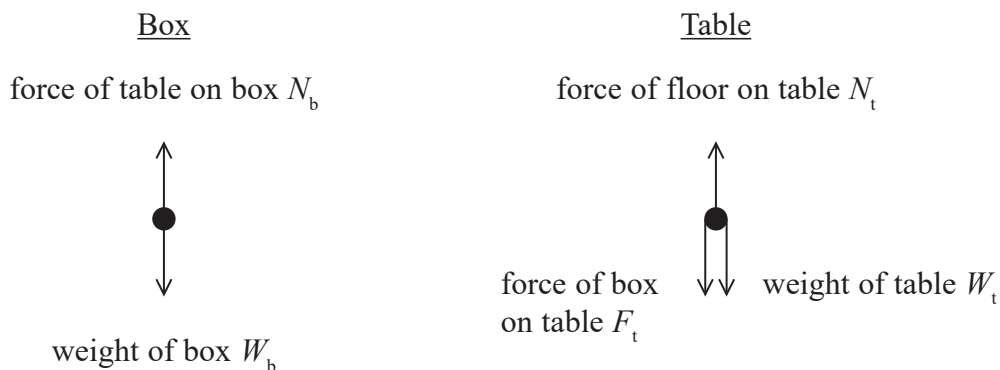 Box
force of table on box N_b
weight of box W_b
Table
force of floor on table N_t
force of box
on table F_t
weight of table W_t